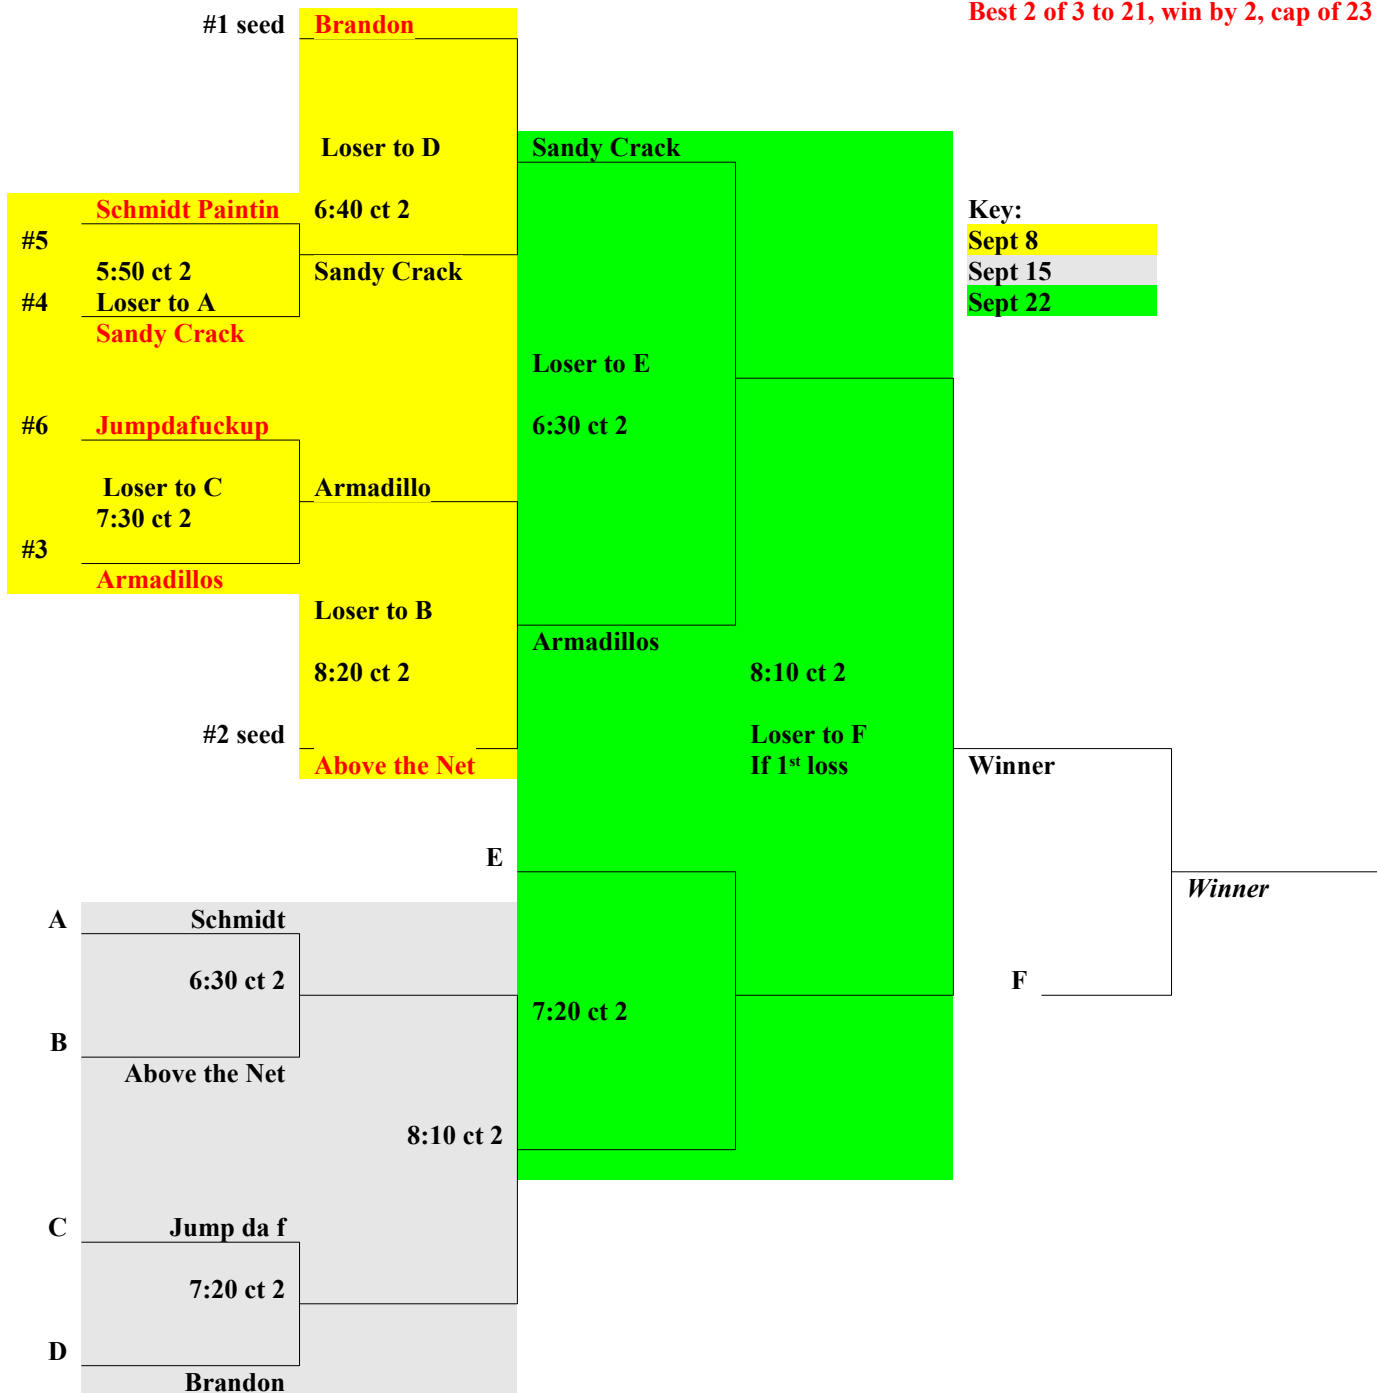 Best 2 of 3 to 21, win by 2, cap of 23
#1 seed Brandon
Loser to D
Sandy Crack
Schmidt Paintin
6:40 ct 2
Key:
#5
Sept 8
5:50 ct 2
Sandy Crack
Sept 15
#4
Loser to A
Sept 22
Sandy Crack
Loser to E
#6
Jumpdafuckup
6:30 ct 2
Loser to C
Armadillo
7:30 ct 2
#3
Armadillos
Loser to B
Armadillos
8:20 ct 2
8:10 ct 2
#2 seed
Loser to F
Above the Net
If 1st loss
Winner
E
Winner
A
Schmidt
6:30 ct 2
F
7:20 ct 2
B
Above the Net
8:10 ct 2
C
Jump da f
7:20 ct 2
D
Brandon